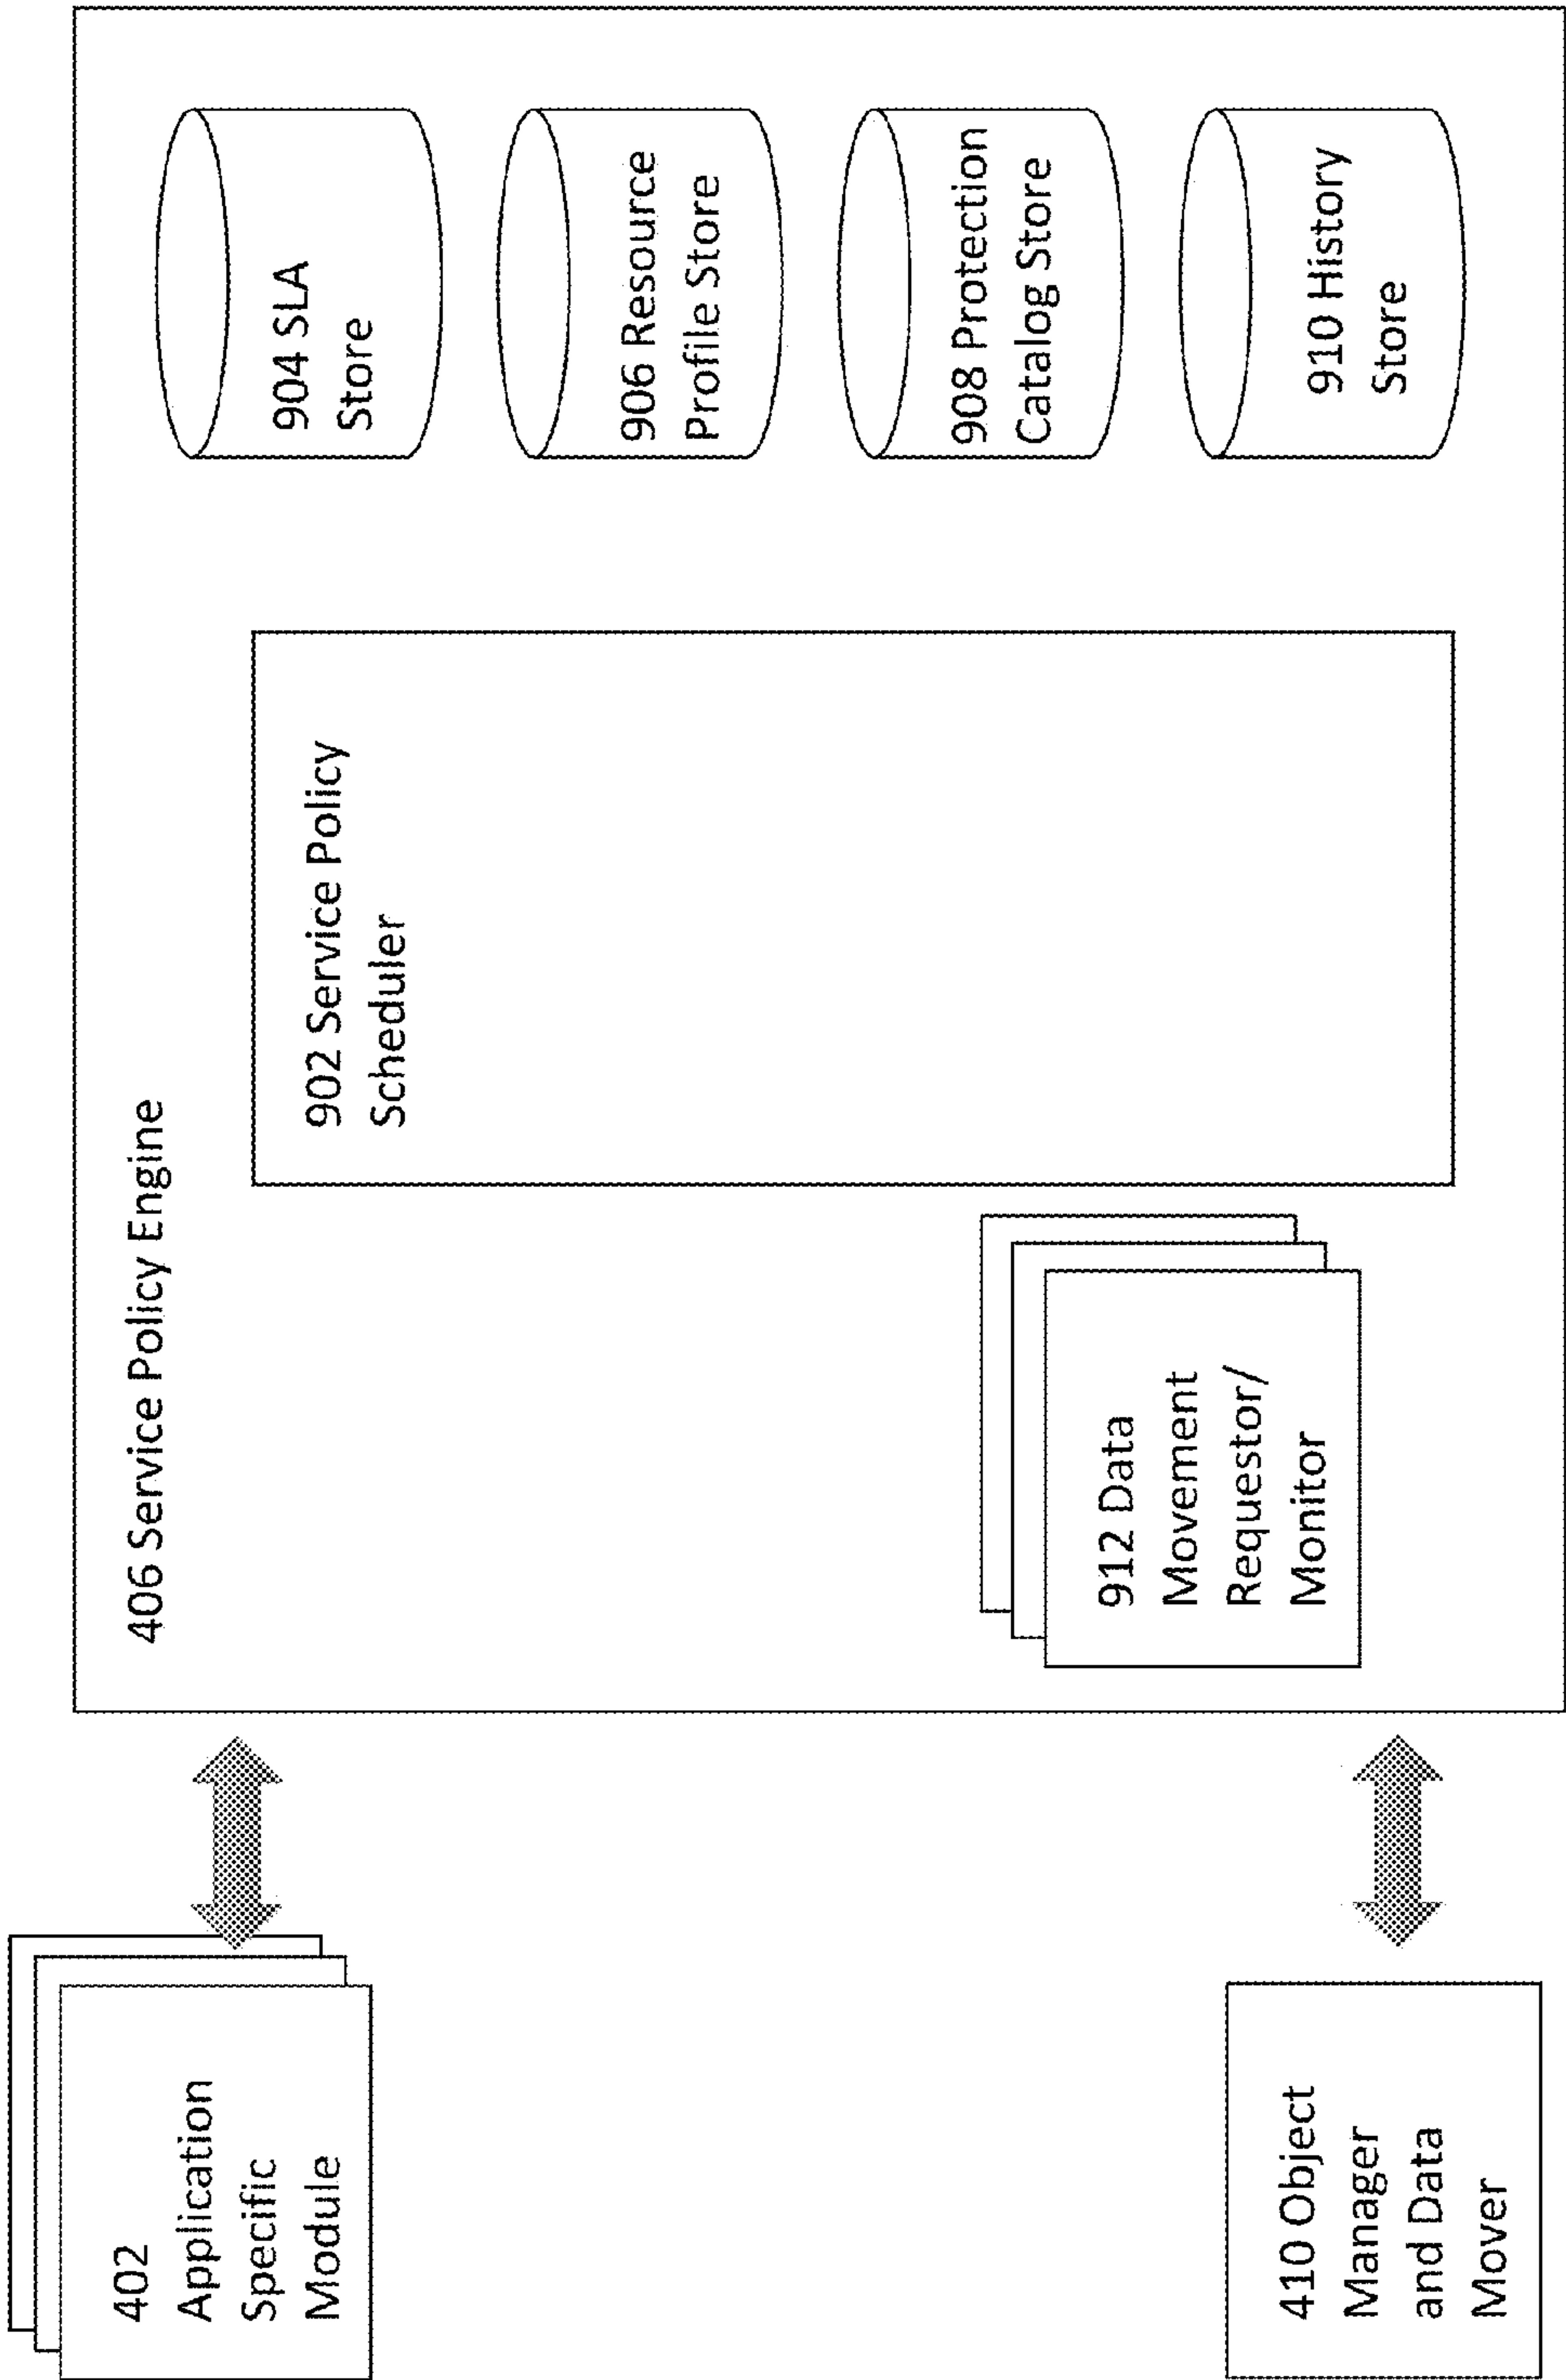 402
Application
Specific
Module
406 Service Policy Engine
902 Service Policy
Scheduler
904 SLA
Store
906 Resource
Profile Store
908 Protection
Catalog Store
910 History
Store
912 Data
Movement
Requestor/
Monitor
410 Object
Manager
and Data
Mover